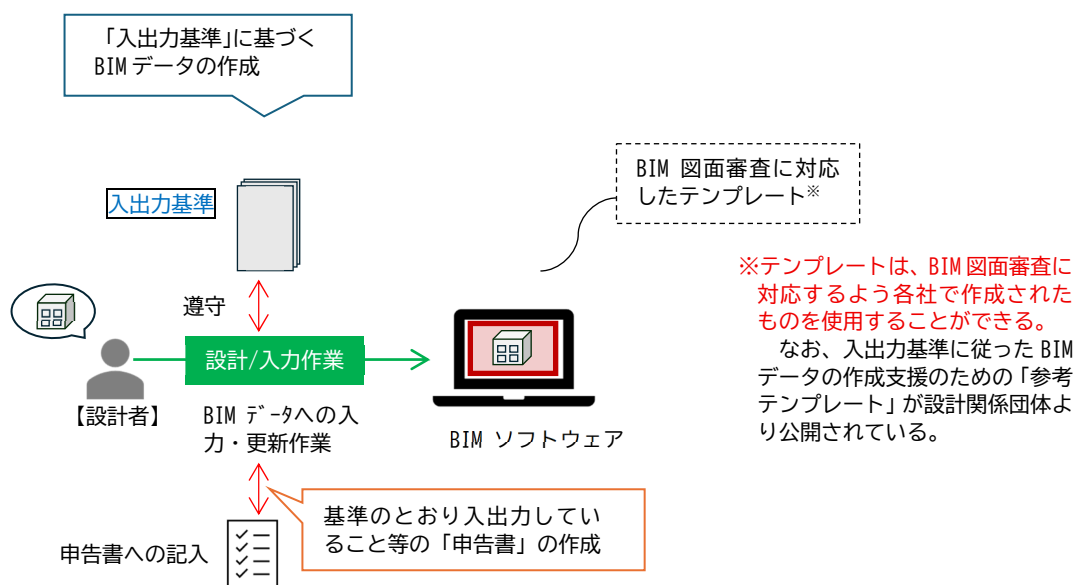 「入出力基準」に基づく
BIMデータの作成
BIM 図面審査に対応
したテンプレート※
入出力基準
遵守
設計/入力作業
【設計者】
BIM ﾃﾞｰﾀへの入
力・更新作業
BIM ソフトウェア
※テンプレートは、BIM図面審査に
対応するよう各社で作成された
ものを使用することができる。
なお、入出力基準に従ったBIM
データの作成支援のための「参考
テンプレート」が設計関係団体よ
り公開されている。
基準のとおり入出力してい
ること等の「申告書」の作成
申告書への記入